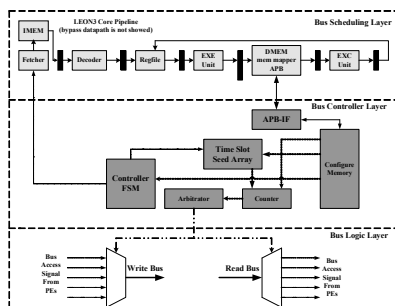 LEON3 Core Pipeline
(bypass datapath is not showed)
Bus Scheduling Layer
IMEM
Fetcher
Decoder
Regfile
EXE
Unit
DMEM
mem mapper
APB
EXC
Unit
Bus Controller Layer
APB-IF
Time Slot
Seed Array
Controller
FSM
Configure
Memory
Arbitrator
Counter
Bus Logic Layer
Bus
Access
Signal
From
PEs
Write Bus
Read Bus
Bus
Access
Signal
From
PEs